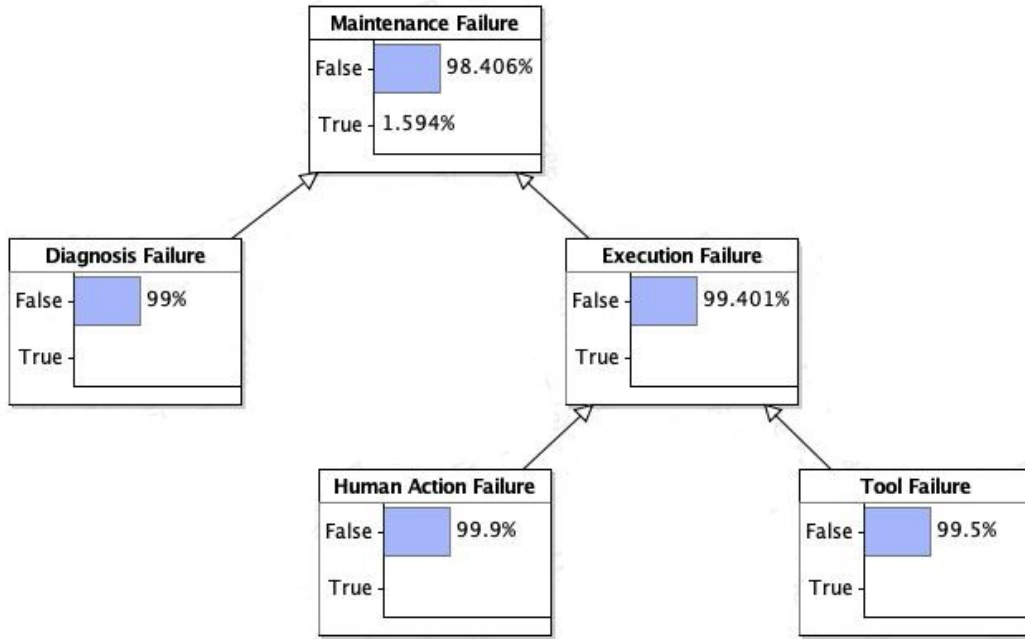 Maintenance Failure
False 98.406%
True 1.594%
Diagnosis Failure
False 99%
True
Execution Failure
False 99.401%
True
Human Action Failure
False 99.9%
True
Tool Failure
False 99.5%
True